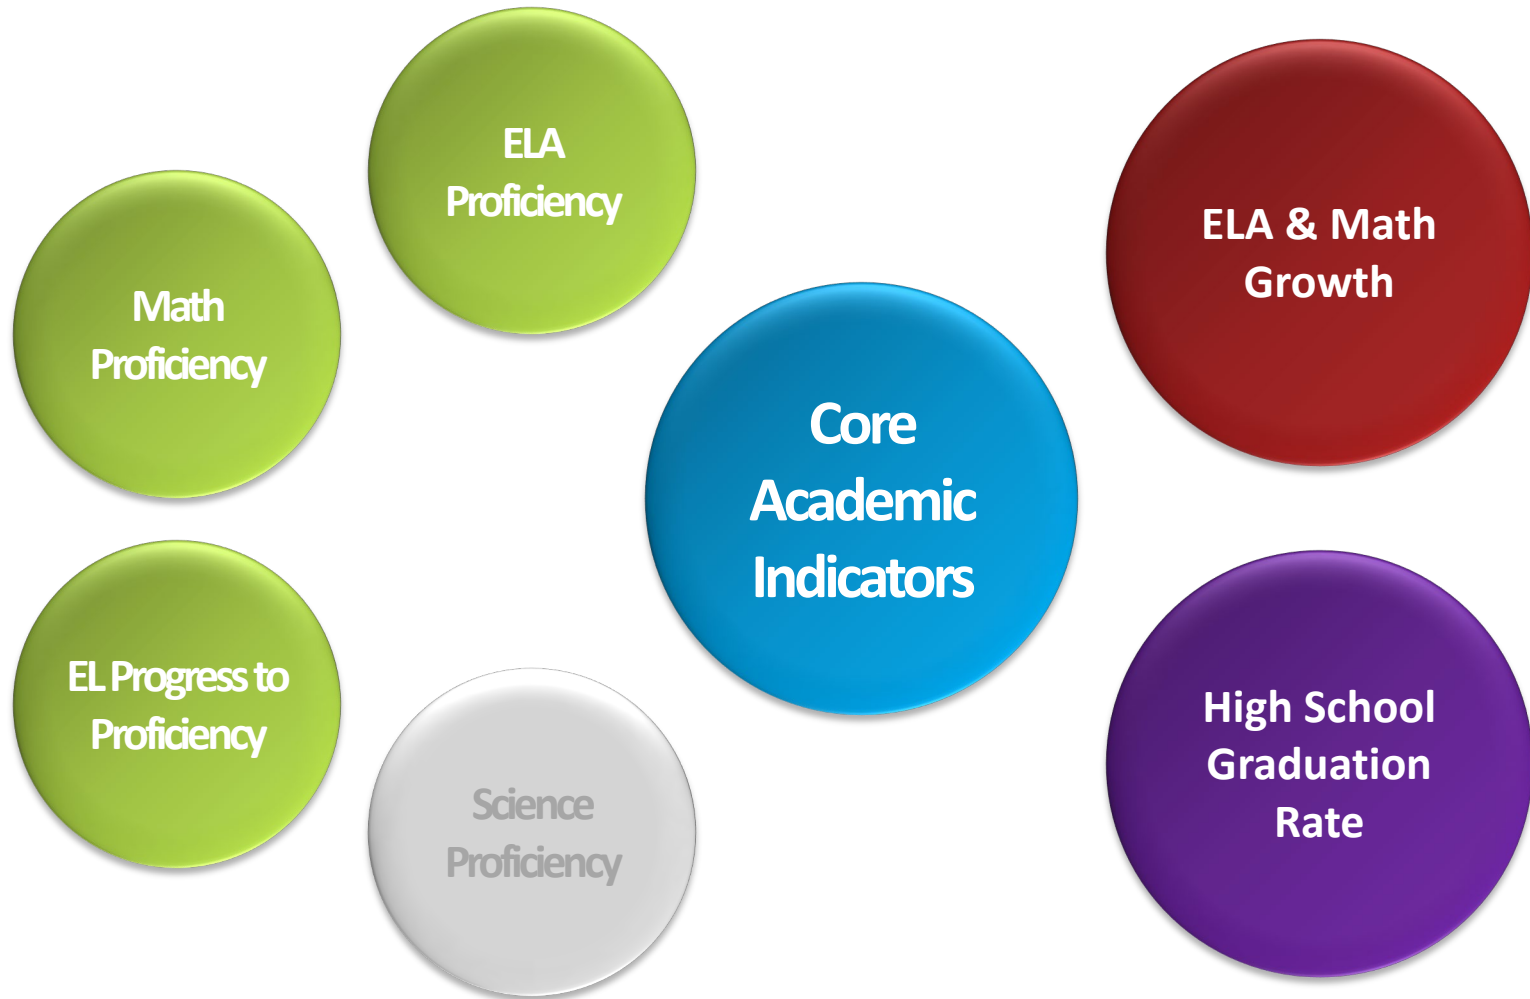 ELA
Proficiency
Math
Proficiency
EL Progress to
Proficiency
Science
Proficiency
Core
Academic
Indicators
ELA & Math
Growth
High School
Graduation
Rate